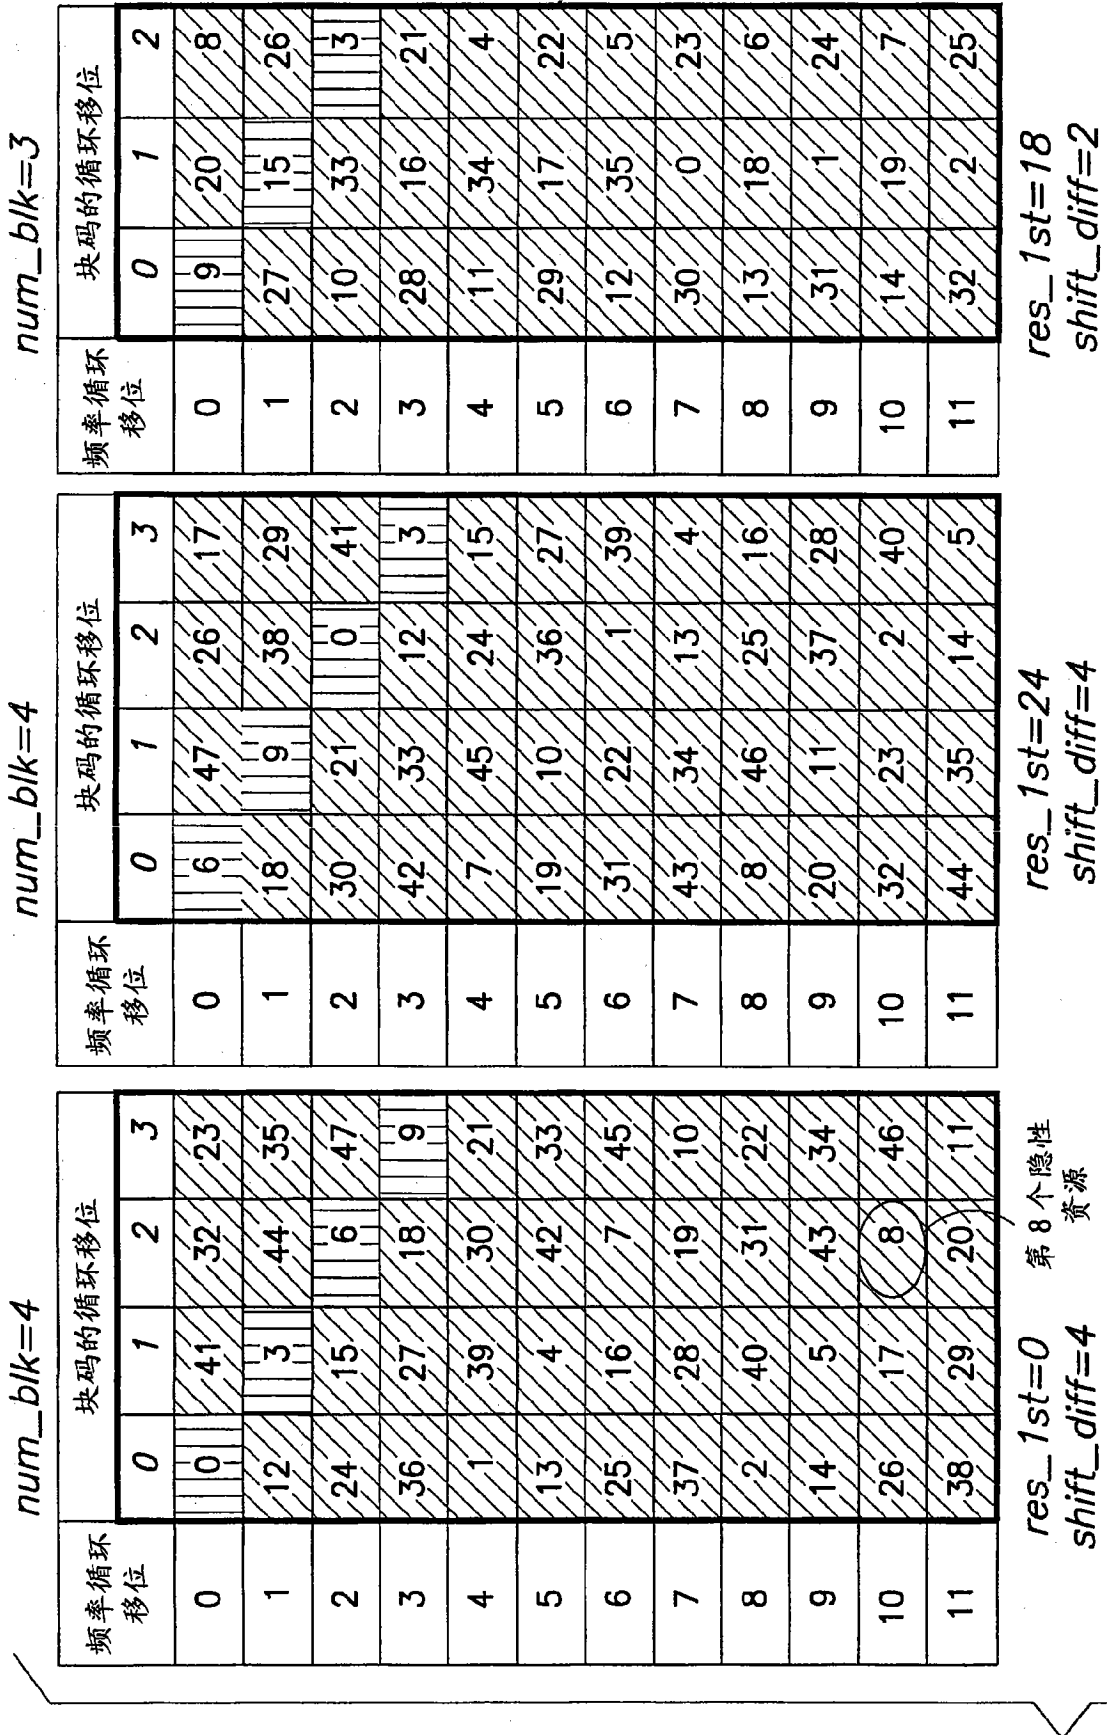 num_blk=4
频率循环
移位
块码的循环移位
0 1 2 3
0 0 41 32 23
1 12 3 44 35
2 24 15 6 47
3 36 27 18 9
4 1 39 30 21
5 13 4 42 33
6 25 16 7 45
7 37 28 19 10
8 2 40 31 22
9 14 5 43 34
10 26 17 8 46
11 38 29 20 11
res_1st=0
shift_diff=4
第 8 个隐性
资源
num_blk=4
频率循环
移位
块码的循环移位
0 1 2 3
0 6 47 26 17
1 18 9 38 29
2 30 21 0 41
3 42 33 12 3
4 7 45 24 15
5 19 10 36 27
6 31 22 1 39
7 43 34 13 4
8 8 46 25 16
9 20 11 37 28
10 32 23 2 40
11 44 35 14 5
res_1st=24
shift_diff=4
num_blk=3
频率循环
移位
块码的循环移位
0 1 2
0 9 20 8
1 27 15 26
2 10 33 3
3 28 16 21
4 11 34 4
5 29 17 22
6 12 35 5
7 30 0 23
8 13 18 6
9 31 1 24
10 14 19 7
11 32 2 25
res_1st=18
shift_diff=2